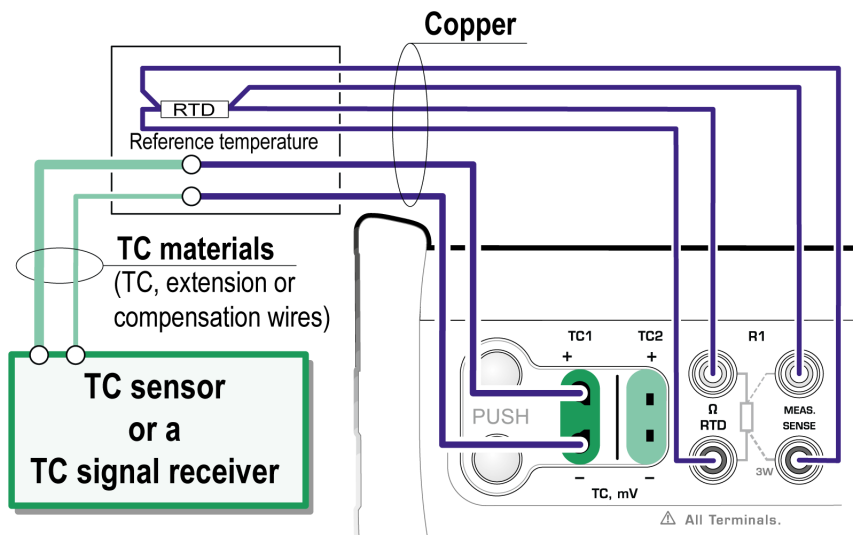 Copper
RTD
Reference temperature
TC materials
(TC, extension or
compensation wires)
TC sensor
or a
TC signal receiver
TC1
TC2
R1
+
+
PUSH
Ω
RTD
MEAS.
SENSE
3W
–
–
TC, mV
⚠ All Terminals.